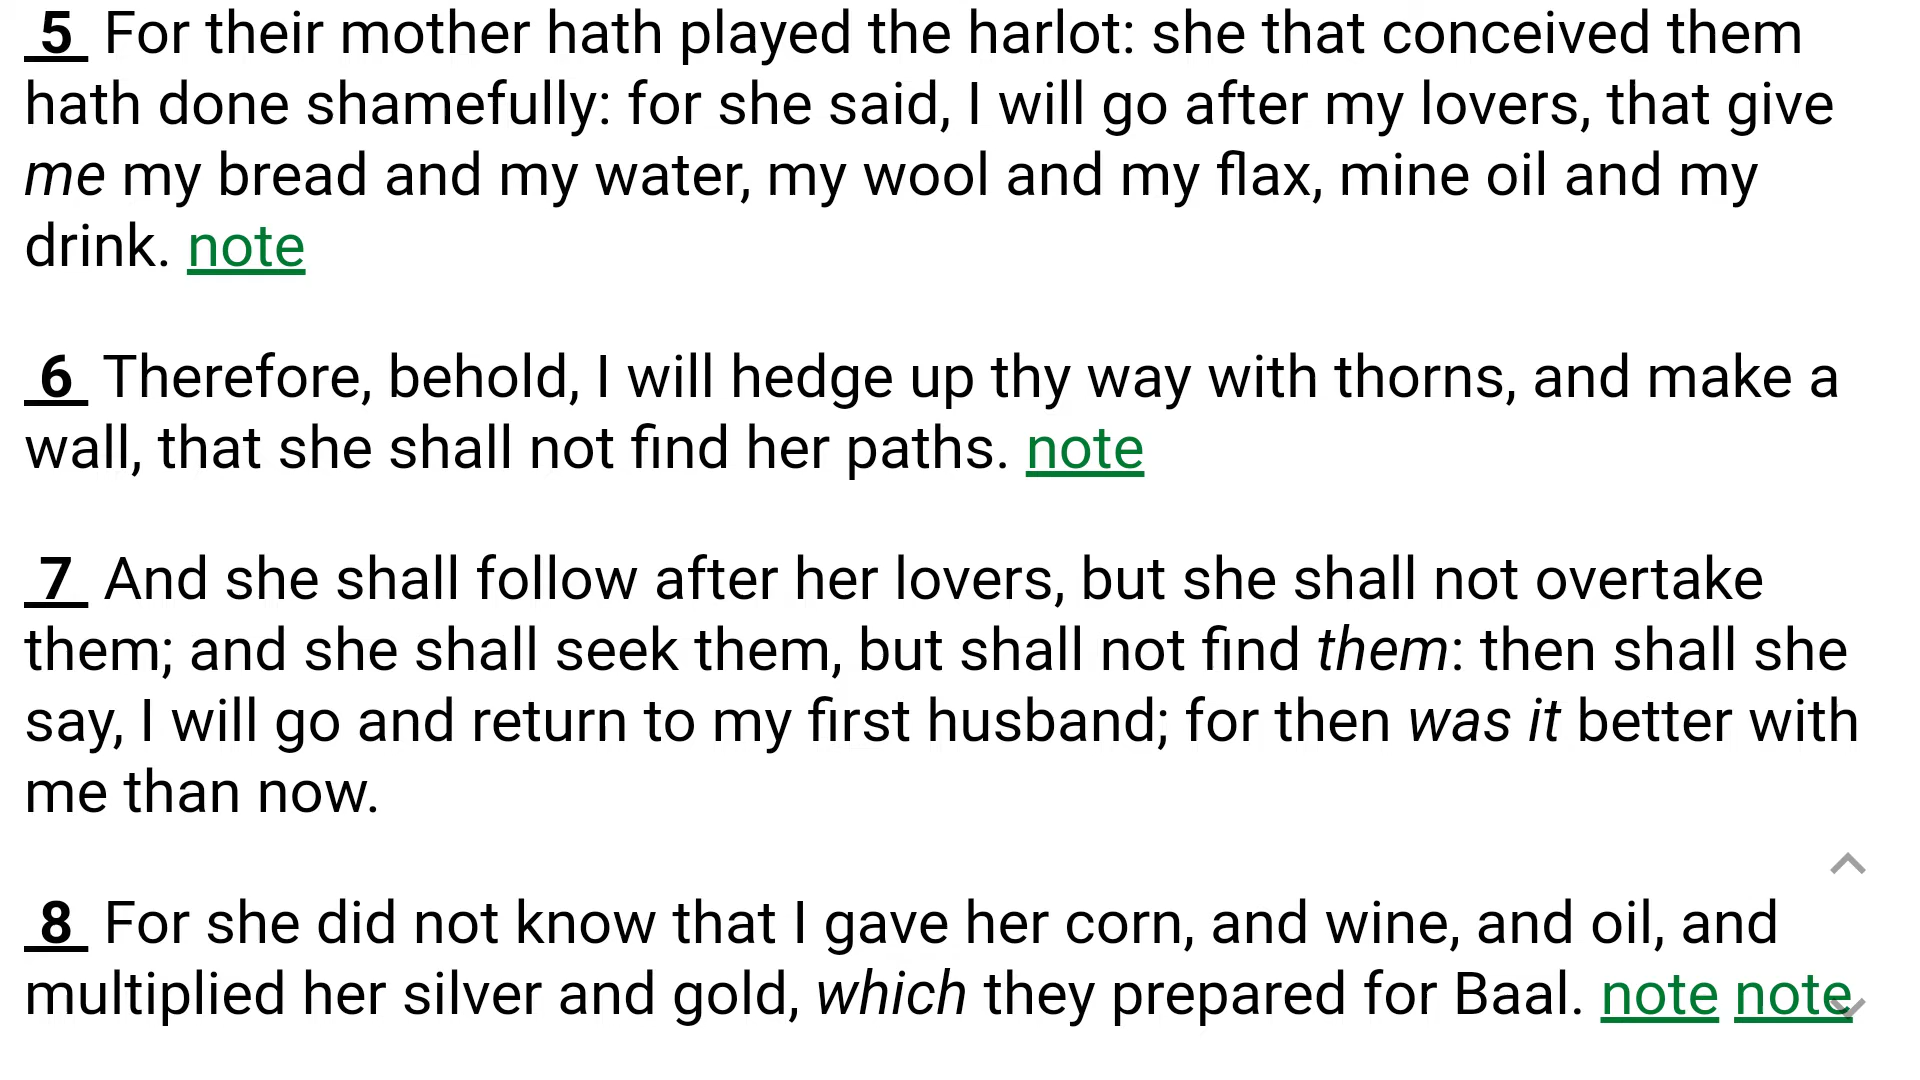 5 For their mother hath played the harlot: she that conceived them
hath done shamefully: for she said, I will go after my lovers, that give
me my bread and my water, my wool and my flax, mine oil and my
drink. note
6 Therefore, behold, I will hedge up thy way with thorns, and make a
wall, that she shall not find her paths. note
7 And she shall follow after her lovers, but she shall not overtake
them; and she shall seek them, but shall not find them: then shall she
say, I will go and return to my first husband; for then was it better with
me than now.
8 For she did not know that I gave her corn, and wine, and oil, and
multiplied her silver and gold, which they prepared for Baal. note note